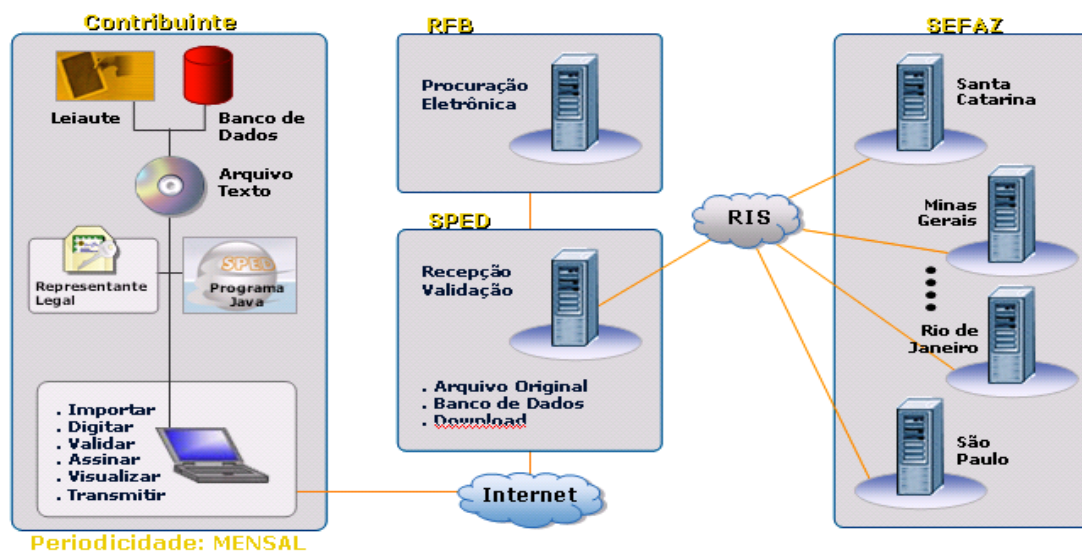 Contribuinte
Leiaute
Banco de
Dados
Arquivo
Texto
Representante
Legal
SPED
Programa
Java
. Importar
. Digitar
. Validar
. Assinar
. Visualizar
. Transmitir
Periodicidade: MENSAL
RFB
Procuração
Eletrônica
SPED
Recepção
Validação
. Arquivo Original
. Banco de Dados
. Download
Internet
RIS
SEFAZ
Santa
Catarina
Minas
Gerais
Rio de
Janeiro
São
Paulo